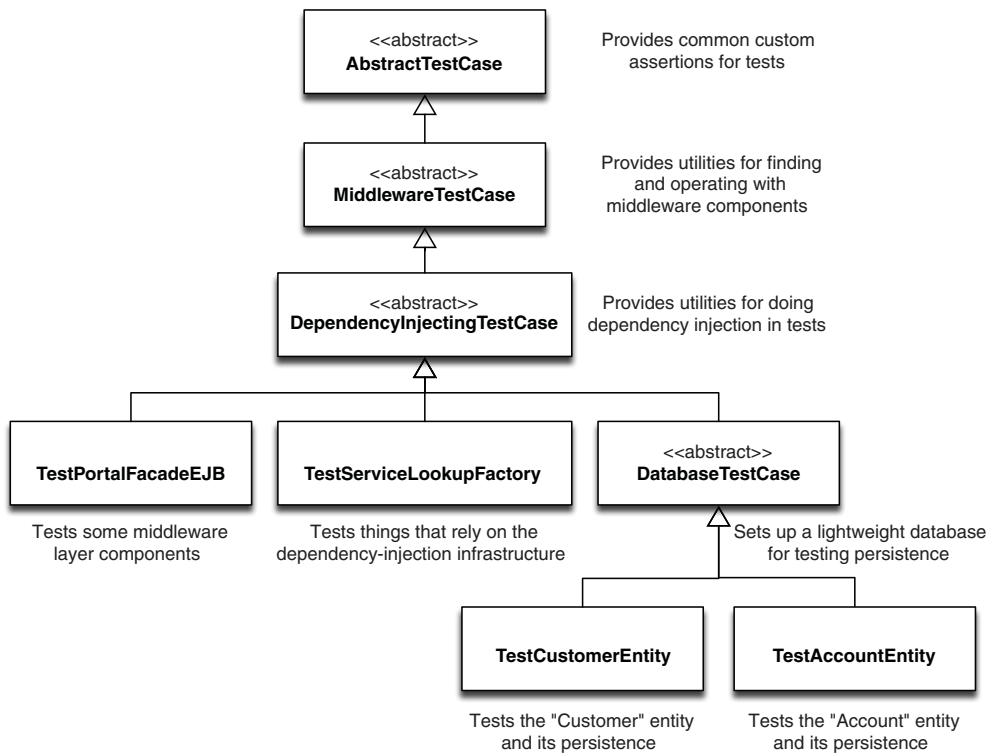 <<abstract>>
AbstractTestCase
Provides common custom
assertions for tests
<<abstract>>
MiddlewareTestCase
Provides utilities for finding
and operating with
middleware components
<<abstract>>
DependencyInjectingTestCase
Provides utilities for doing
dependency injection in tests
TestPortalFacadeEJB
Tests some middleware
layer components
TestServiceLookupFactory
Tests things that rely on the
dependency-injection infrastructure
<<abstract>>
DatabaseTestCase
Sets up a lightweight database
for testing persistence
TestCustomerEntity
Tests the "Customer" entity
and its persistence
TestAccountEntity
Tests the "Account" entity
and its persistence